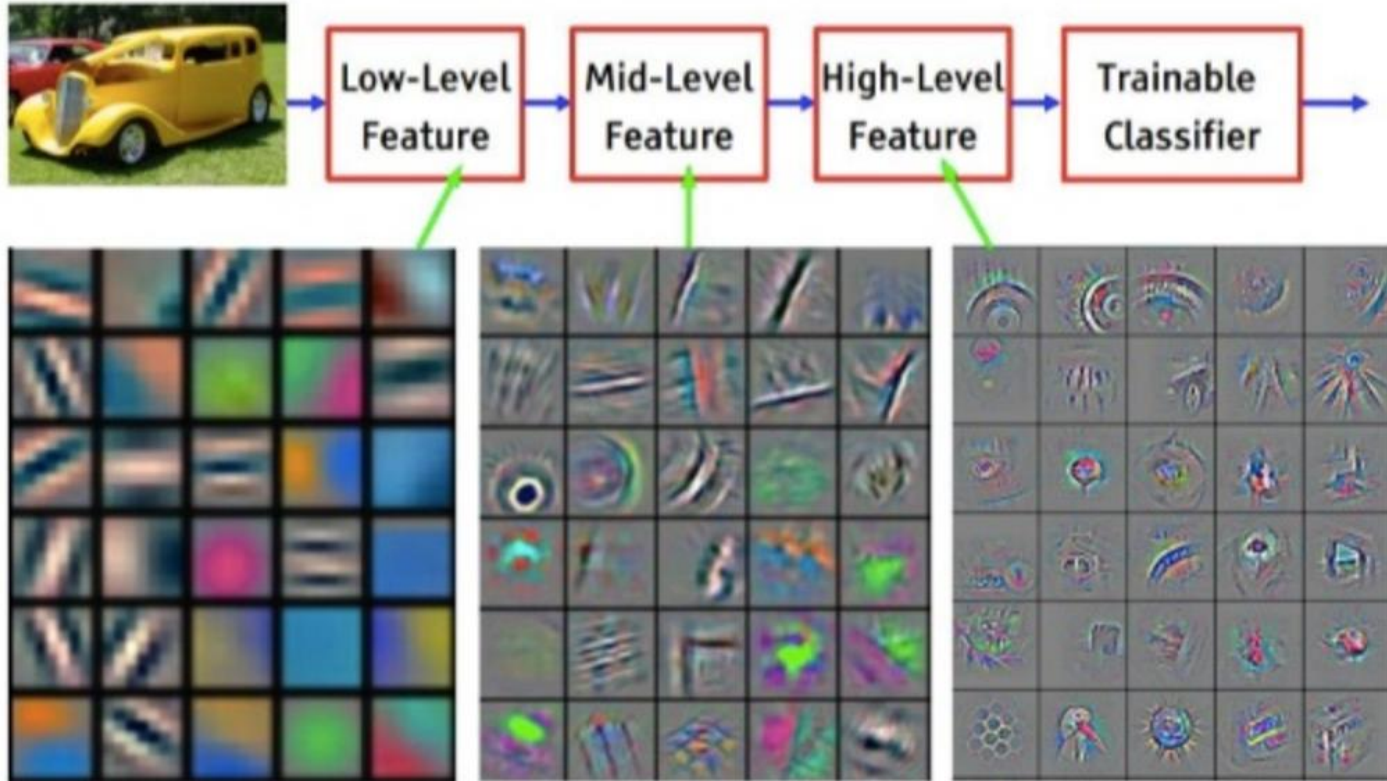 Low-Level
Feature
Mid-Level
Feature
High-Level
Feature
Trainable
Classifier